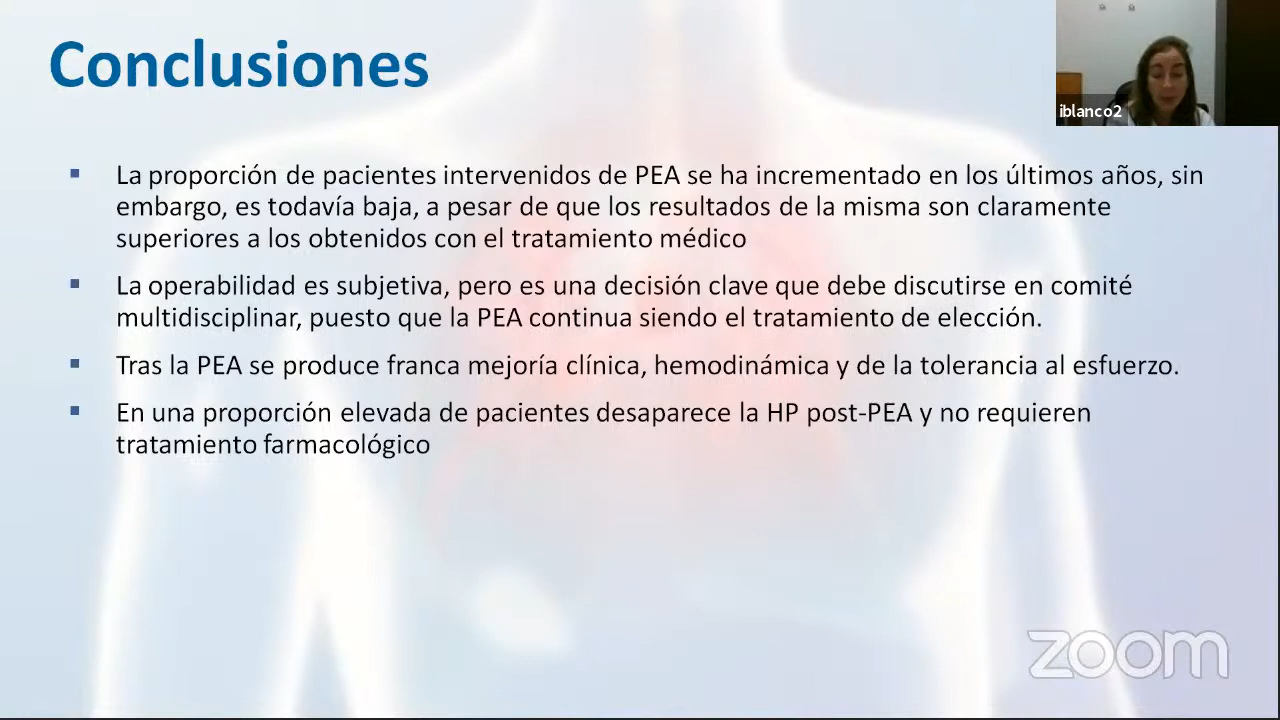 Conclusiones
iblanco2
▪ La proporción de pacientes intervenidos de PEA se ha incrementado en los últimos años, sin
embargo, es todavía baja, a pesar de que los resultados de la misma son claramente
superiores a los obtenidos con el tratamiento médico
▪ La operabilidad es subjetiva, pero es una decisión clave que debe discutirse en comité
multidisciplinar, puesto que la PEA continua siendo el tratamiento de elección.
▪ Tras la PEA se produce franca mejoría clínica, hemodinámica y de la tolerancia al esfuerzo.
▪ En una proporción elevada de pacientes desaparece la HP post-PEA y no requieren
tratamiento farmacológico
zoom